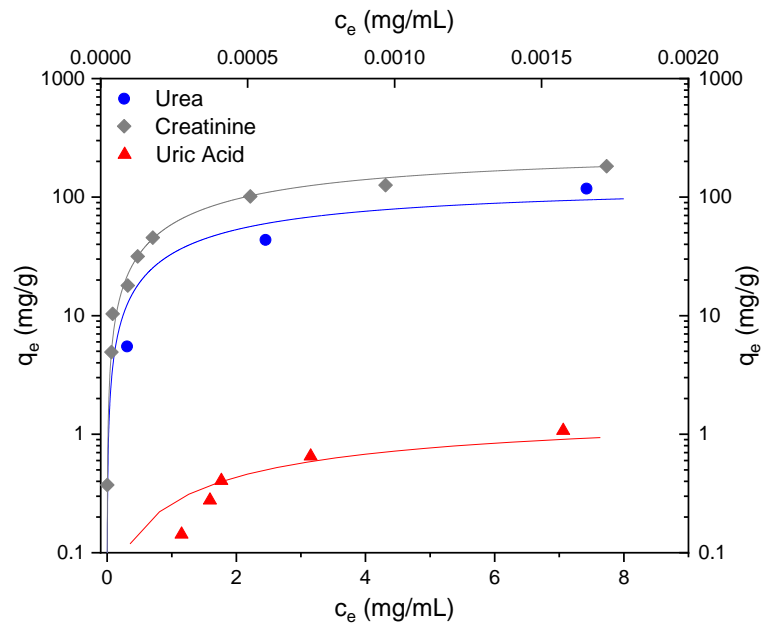 c_e (mg/mL)
0.0000 0.0005 0.0010 0.0015 0.0020
1000 1000
Urea
Creatinine
Uric Acid
100 100
q_e (mg/g) q_e (mg/g)
10 10
1 1
0.1 0.1
0 2 4 6 8
c_e (mg/mL)